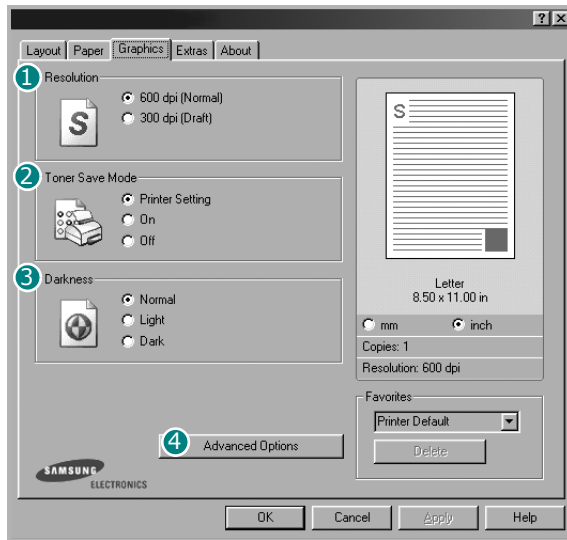 ? ×
Layout Paper Graphics Extras About
1 Resolution
600 dpi (Normal)
300 dpi (Draft)
S
2 Toner Save Mode
Printer Setting
On
Off
3 Darkness
Normal
Light
Dark
4 Advanced Options
SAMSUNG
ELECTRONICS
S
Letter
8.50 x 11.00 in
mm inch
Copies: 1
Resolution: 600 dpi
Favorites
Printer Default
Delete
OK Cancel Apply Help